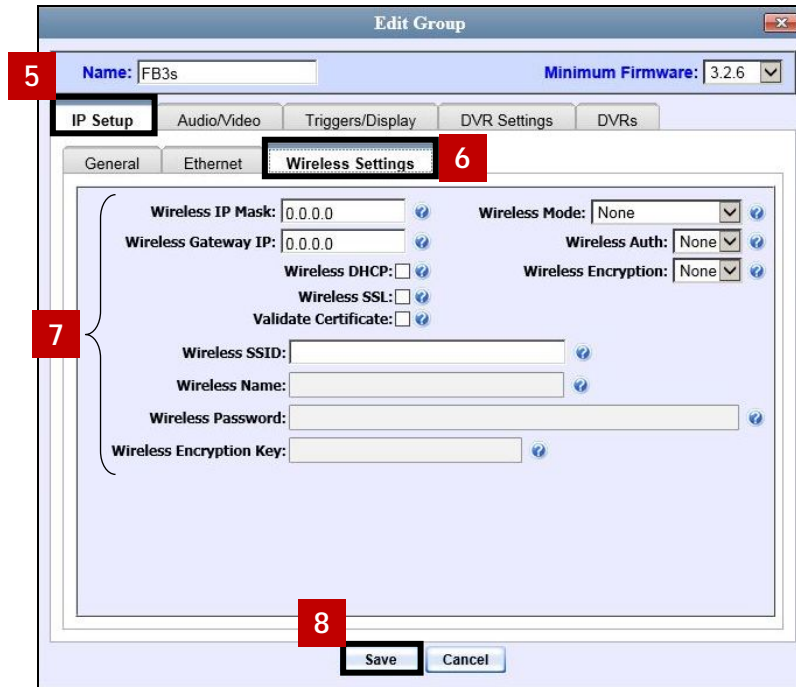 Edit Group
5
Name: FB3s Minimum Firmware: 3.2.6
IP Setup Audio/Video Triggers/Display DVR Settings DVRs
General Ethernet Wireless Settings 6
7
Wireless IP Mask: 0.0.0.0 Wireless Mode: None
Wireless Gateway IP: 0.0.0.0 Wireless Auth: None
Wireless DHCP: Wireless Encryption: None
Wireless SSL:
Validate Certificate:
Wireless SSID:
Wireless Name:
Wireless Password:
Wireless Encryption Key:
8
Save Cancel